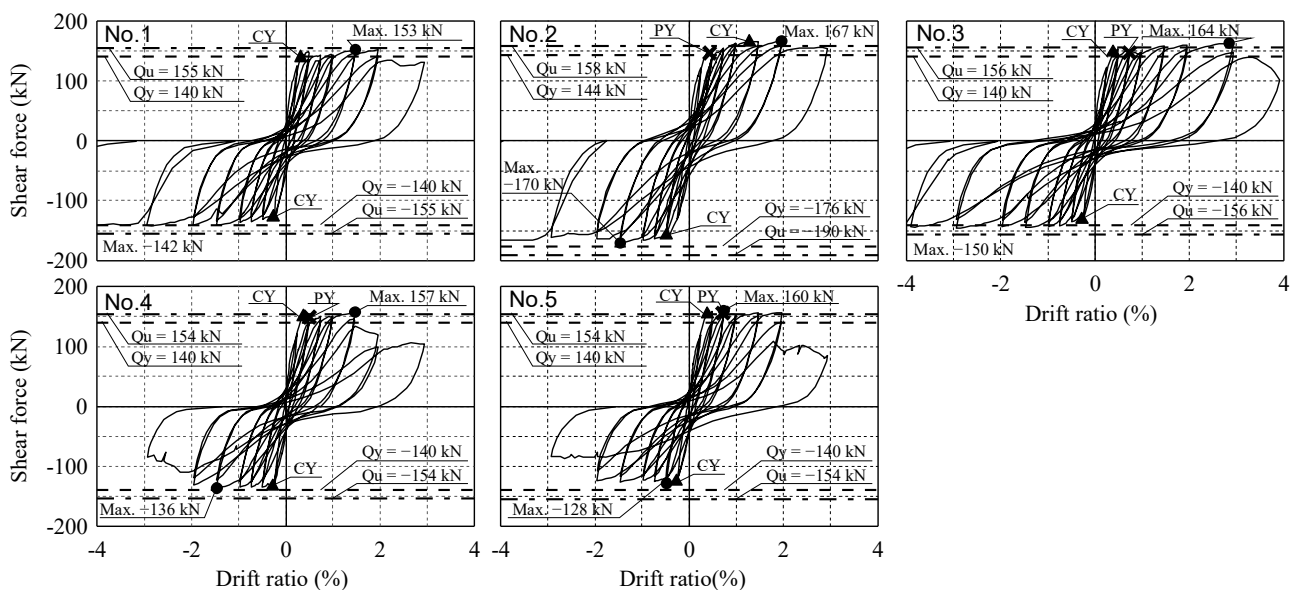 No.1
CY
Max. 153 kN
Qu = 155 kN
Qy = 140 kN
CY
Qy = −140 kN
Qu = −155 kN
Max. −142 kN
200
100
0
-100
-200
Shear force (kN)
No.2
PY
CY
Max. 167 kN
Qu = 158 kN
Qy = 144 kN
Max.
−170 kN
CY
Qy = −176 kN
Qu = −190 kN
No.3
CY
PY
Max. 164 kN
Qu = 156 kN
Qy = 140 kN
CY
Qy = −140
Qu = −156
Max. −150 kN
-4
-2
0
2
4
Drift ratio (%)
No.4
CY
PY
Max. 157 kN
Qu = 154 kN
Qy = 140 kN
CY
Qy = −140 kN
Qu = −154 kN
Max. −136 kN
200
100
0
-100
-200
Shear force (kN)
-4
-2
0
2
4
Drift ratio (%)
No.5
CY
PY
Max. 160 kN
Qu = 154 kN
Qy = 140 kN
CY
Qy = −140 kN
Qu = −154 kN
Max. −128 kN
-4
-2
0
2
4
Drift ratio(%)